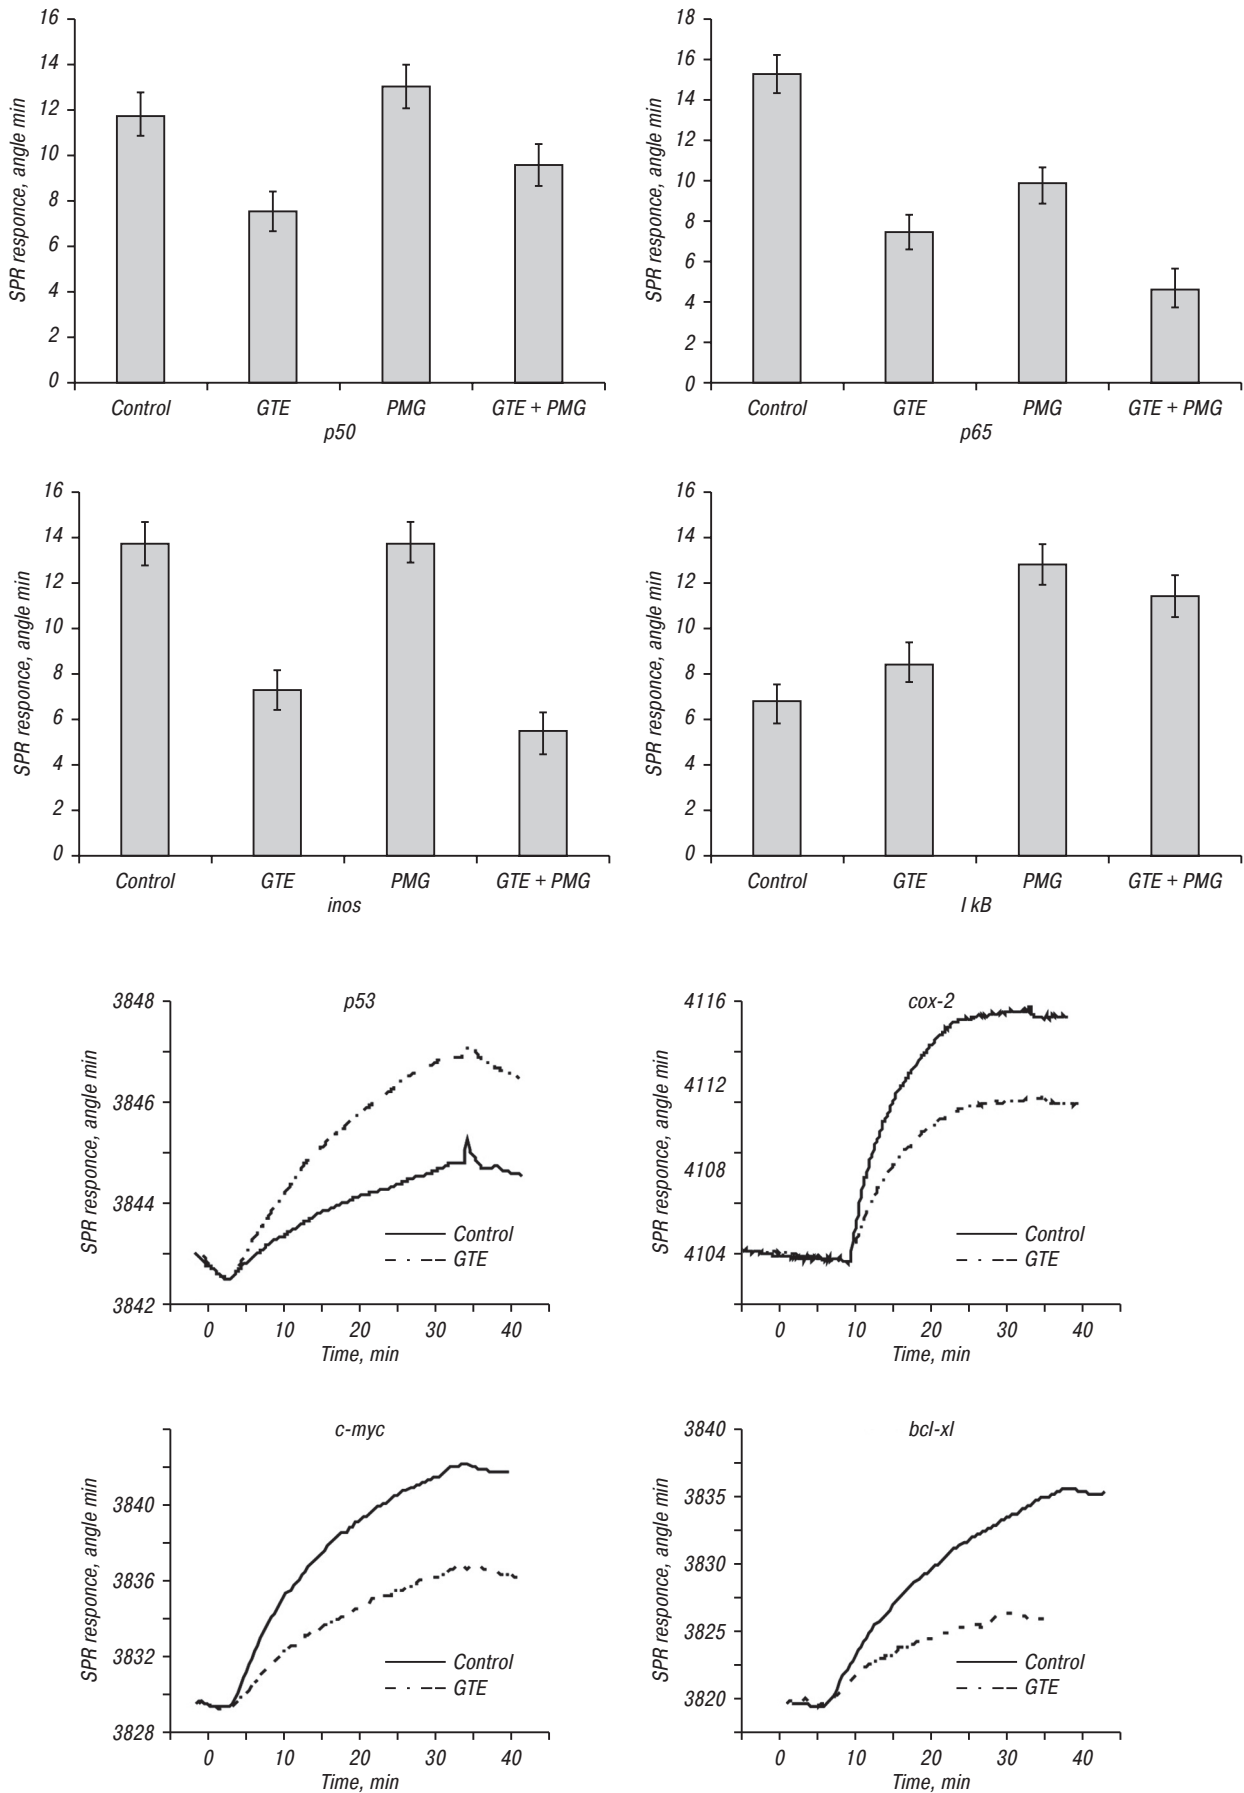 16
14
12
10
8
6
4
2
0
SPR responce, angle min
Control GTE PMG GTE + PMG
p50
18
16
14
12
10
8
6
4
2
0
SPR responce, angle min
Control GTE PMG GTE + PMG
p65
16
14
12
10
8
6
4
2
0
SPR responce, angle min
Control GTE PMG GTE + PMG
inos
16
14
12
10
8
6
4
2
0
SPR responce, angle min
Control GTE PMG GTE + PMG
I kB
p53
3848
3846
3844
3842
SPR responce, angle min
Control
GTE
0 10 20 30 40
Time, min
cox-2
4116
4112
4108
4104
SPR responce, angle min
Control
GTE
0 10 20 30 40
Time, min
c-myc
3840
3836
3832
3828
SPR responce, angle min
Control
GTE
0 10 20 30 40
Time, min
bcl-xl
3840
3835
3830
3825
3820
SPR responce, angle min
Control
GTE
0 10 20 30 40
Time, min